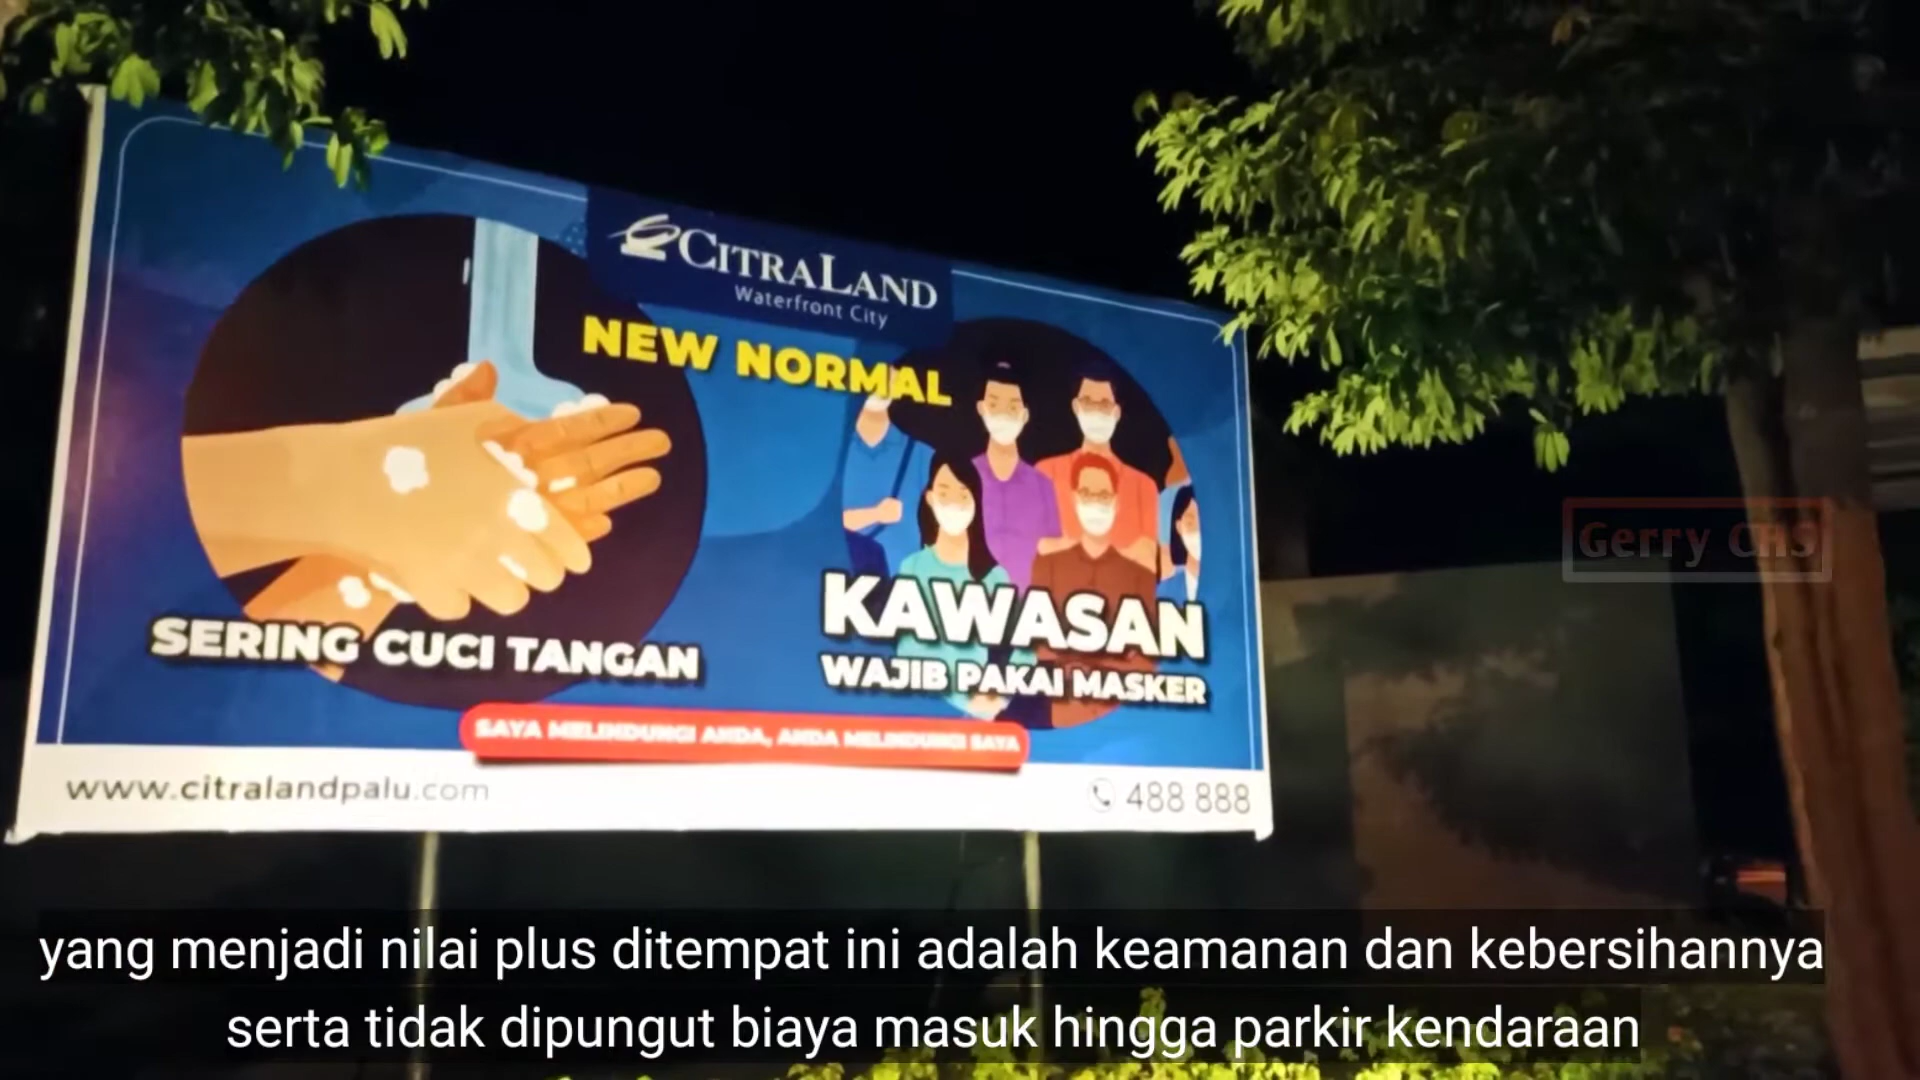 CITRALAND
Waterfront City
NEW NORMAL
SERING CUCI TANGAN
KAWASAN
WAJIB PAKAI MASKER
SAYA MELINDUNGI ANDA, ANDA MELINDUNGI SAYA
www.citralandpalu.com
488 888
Gerry CHS
yang menjadi nilai plus ditempat ini adalah keamanan dan kebersihannya
serta tidak dipungut biaya masuk hingga parkir kendaraan